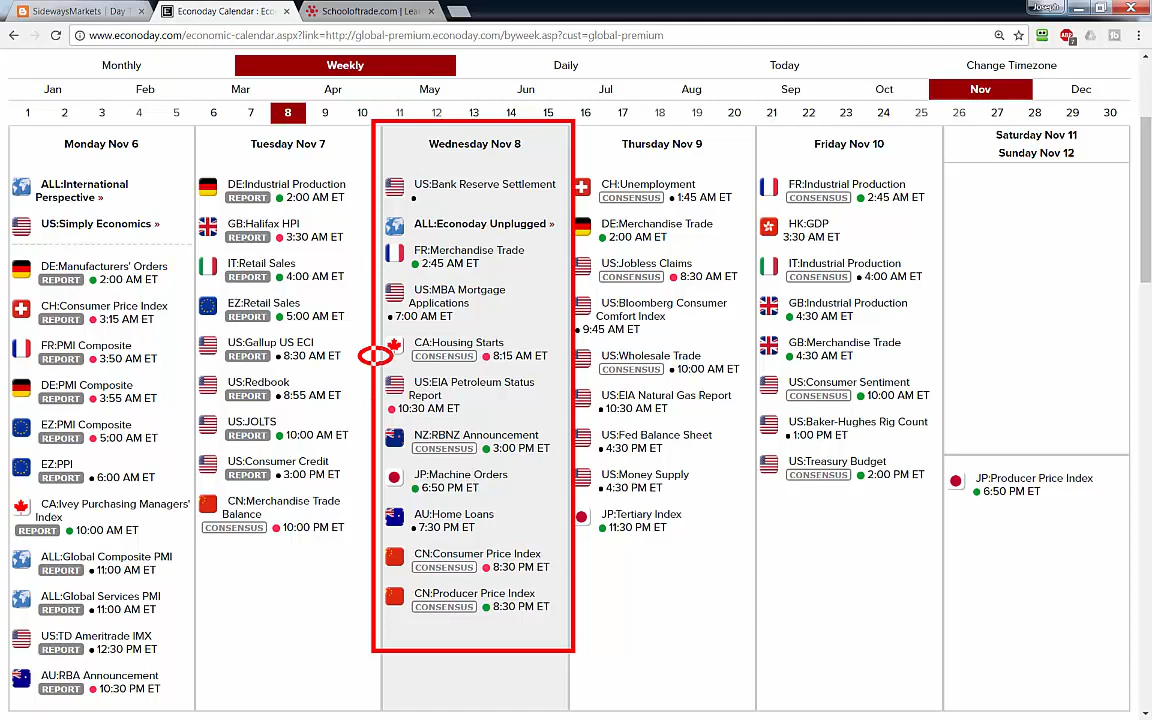 SidewaysMarkets | Day T
Econoday Calendar : Eco
Schooloftrade.com | Lea
Joseph
www.econoday.com/economic-calendar.aspx?link=http://global-premium.econoday.com/byweek.asp?cust=global-premium
Monthly Weekly Daily Today Change Timezone
Jan Feb Mar Apr May Jun Jul Aug Sep Oct Nov Dec
1 2 3 4 5 6 7 8 9 10 11 12 13 14 15 16 17 18 19 20 21 22 23 24 25 26 27 28 29 30
Monday Nov 6
ALL:International
Perspective »
US:Simply Economics »
DE:Manufacturers' Orders
REPORT 2:00 AM ET
CH:Consumer Price Index
REPORT 3:15 AM ET
FR:PMI Composite
REPORT 3:50 AM ET
DE:PMI Composite
REPORT 3:55 AM ET
EZ:PMI Composite
REPORT 5:00 AM ET
EZ:PPI
REPORT 6:00 AM ET
CA:Ivey Purchasing Managers'
Index
REPORT 10:00 AM ET
ALL:Global Composite PMI
REPORT 11:00 AM ET
ALL:Global Services PMI
REPORT 11:00 AM ET
US:TD Ameritrade IMX
REPORT 12:30 PM ET
AU:RBA Announcement
REPORT 10:30 PM ET
Tuesday Nov 7
DE:Industrial Production
REPORT 2:00 AM ET
GB:Halifax HPI
REPORT 3:30 AM ET
IT:Retail Sales
REPORT 4:00 AM ET
EZ:Retail Sales
REPORT 5:00 AM ET
US:Gallup US ECI
REPORT 8:30 AM ET
US:Redbook
REPORT 8:55 AM ET
US:JOLTS
REPORT 10:00 AM ET
US:Consumer Credit
REPORT 3:00 PM ET
CN:Merchandise Trade
Balance
CONSENSUS 10:00 PM ET
Wednesday Nov 8
US:Bank Reserve Settlement
ALL:Econoday Unplugged »
FR:Merchandise Trade
2:45 AM ET
US:MBA Mortgage
Applications
7:00 AM ET
CA:Housing Starts
CONSENSUS 8:15 AM ET
US:EIA Petroleum Status
Report
10:30 AM ET
NZ:RBNZ Announcement
CONSENSUS 3:00 PM ET
JP:Machine Orders
6:50 PM ET
AU:Home Loans
7:30 PM ET
CN:Consumer Price Index
CONSENSUS 8:30 PM ET
CN:Producer Price Index
CONSENSUS 8:30 PM ET
Thursday Nov 9
CH:Unemployment
CONSENSUS 1:45 AM ET
DE:Merchandise Trade
2:00 AM ET
US:Jobless Claims
CONSENSUS 8:30 AM ET
US:Bloomberg Consumer
Comfort Index
9:45 AM ET
US:Wholesale Trade
CONSENSUS 10:00 AM ET
US:EIA Natural Gas Report
10:30 AM ET
US:Fed Balance Sheet
4:30 PM ET
US:Money Supply
4:30 PM ET
JP:Tertiary Index
11:30 PM ET
Friday Nov 10
FR:Industrial Production
CONSENSUS 2:45 AM ET
HK:GDP
3:30 AM ET
IT:Industrial Production
CONSENSUS 4:00 AM ET
GB:Industrial Production
4:30 AM ET
GB:Merchandise Trade
4:30 AM ET
US:Consumer Sentiment
CONSENSUS 10:00 AM ET
US:Baker-Hughes Rig Count
1:00 PM ET
US:Treasury Budget
CONSENSUS 2:00 PM ET
Saturday Nov 11
Sunday Nov 12
JP:Producer Price Index
6:50 PM ET